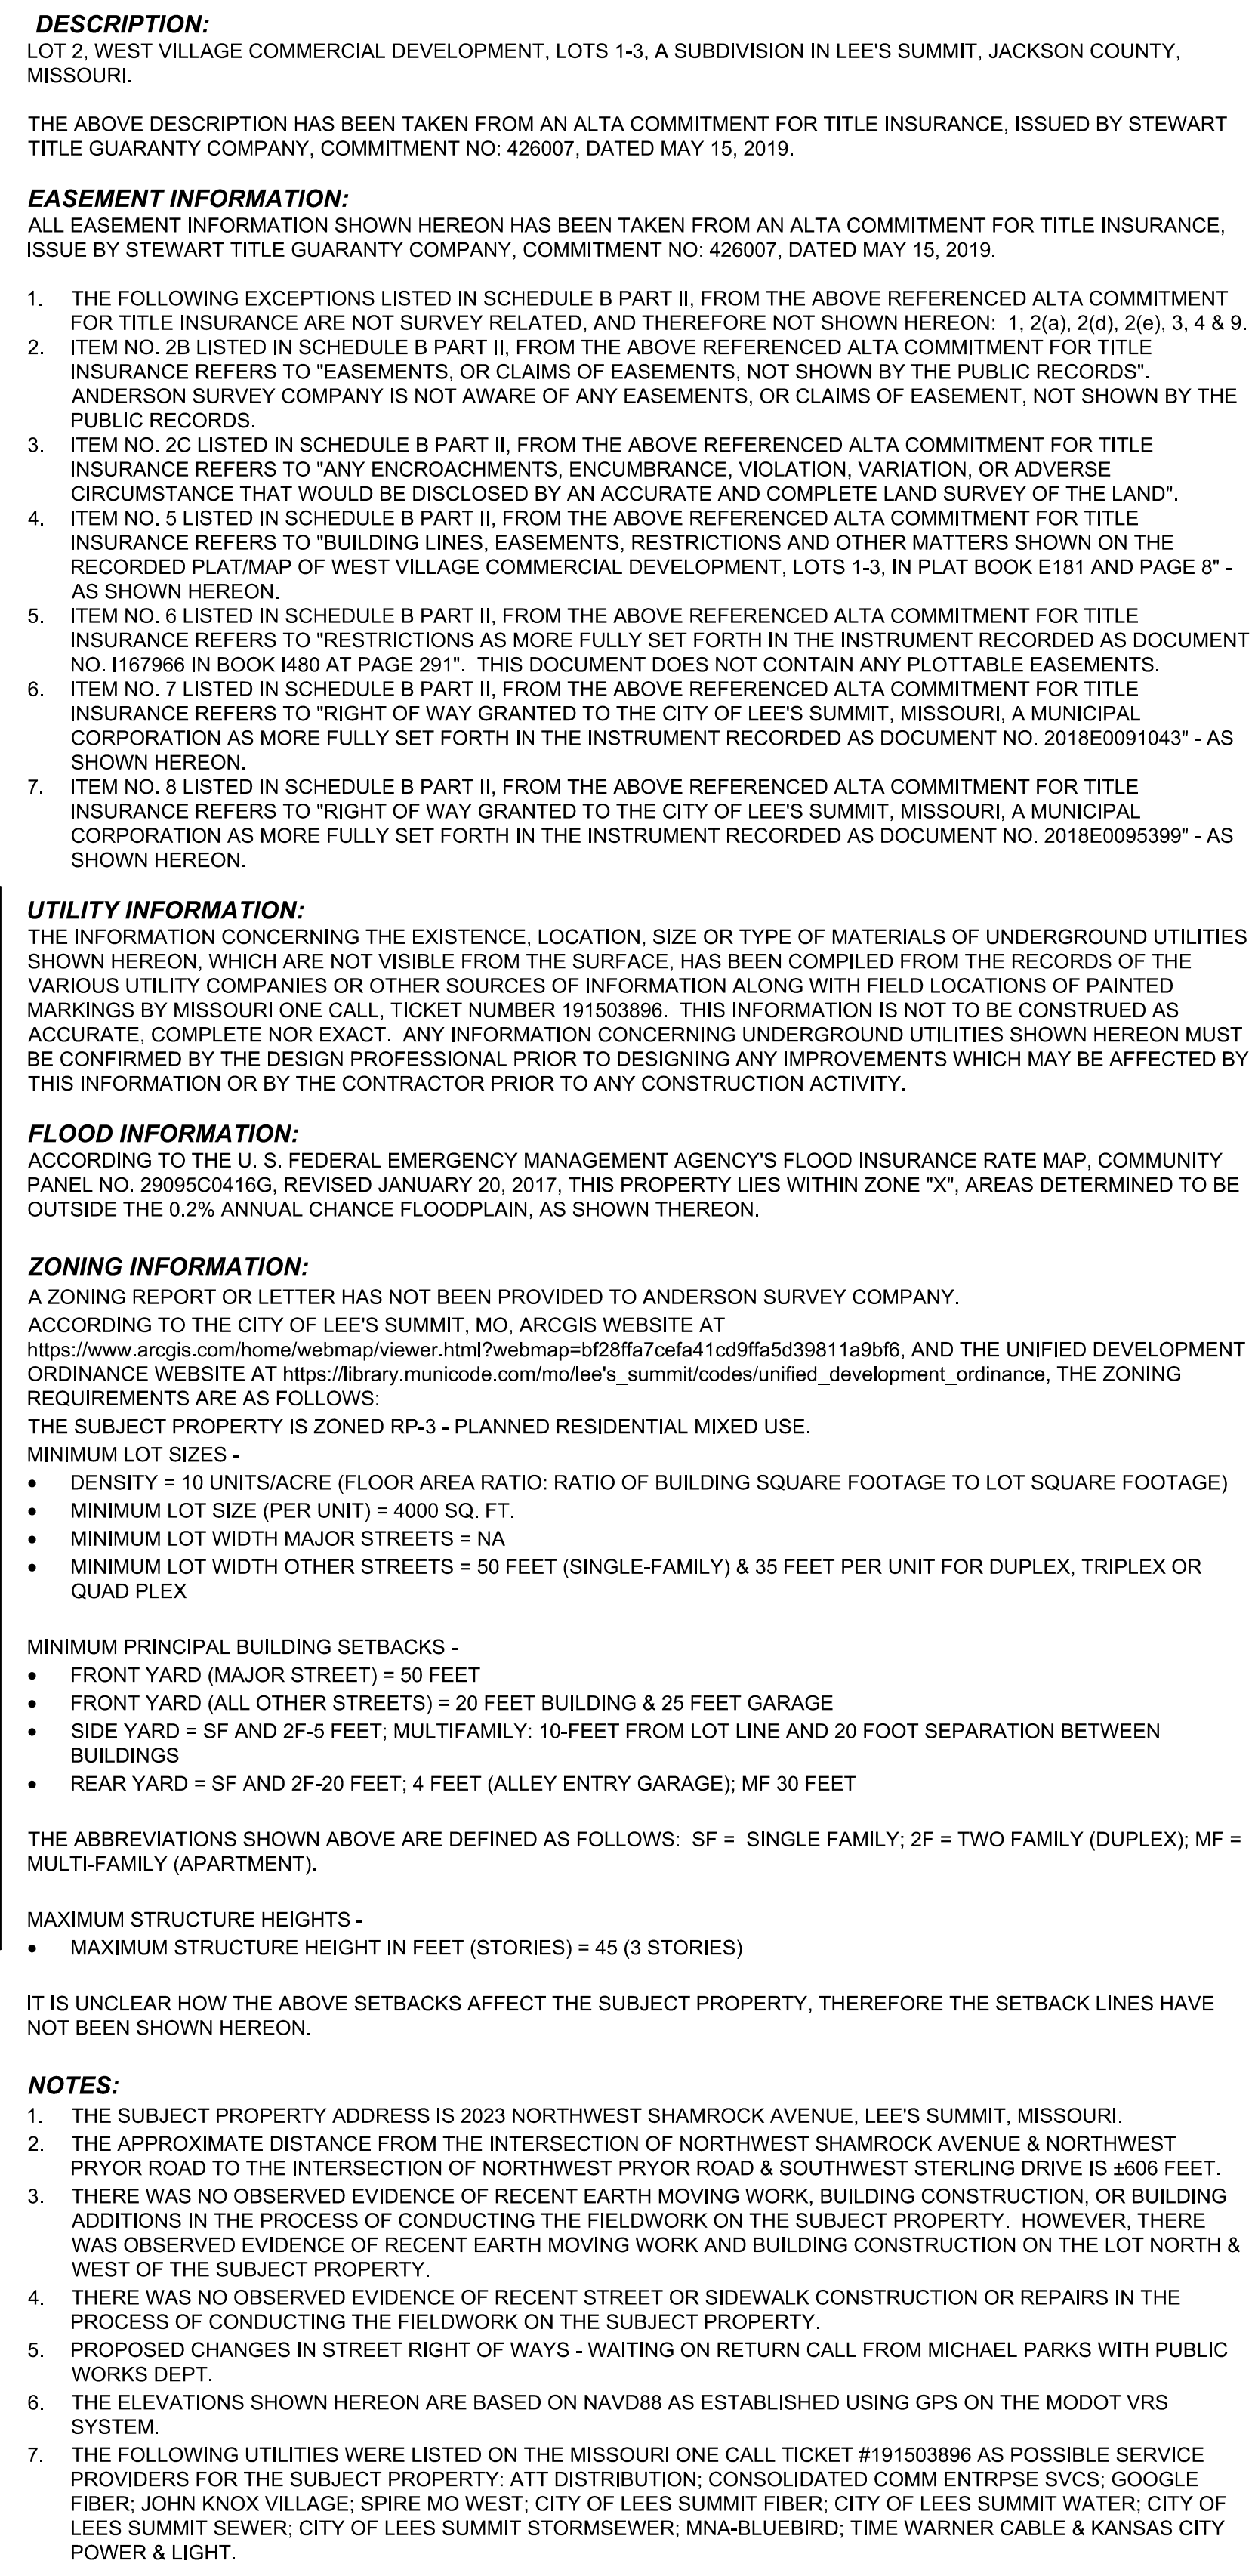 DESCRIPTION:
LOT 2, WEST VILLAGE COMMERCIAL DEVELOPMENT, LOTS 1-3, A SUBDIVISION IN LEE'S SUMMIT, JACKSON COUNTY,
MISSOURI.
THE ABOVE DESCRIPTION HAS BEEN TAKEN FROM AN ALTA COMMITMENT FOR TITLE INSURANCE, ISSUED BY STEWART
TITLE GUARANTY COMPANY, COMMITMENT NO: 426007, DATED MAY 15, 2019.
EASEMENT INFORMATION:
ALL EASEMENT INFORMATION SHOWN HEREON HAS BEEN TAKEN FROM AN ALTA COMMITMENT FOR TITLE INSURANCE,
ISSUE BY STEWART TITLE GUARANTY COMPANY, COMMITMENT NO: 426007, DATED MAY 15, 2019.
1. THE FOLLOWING EXCEPTIONS LISTED IN SCHEDULE B PART II, FROM THE ABOVE REFERENCED ALTA COMMITMENT
FOR TITLE INSURANCE ARE NOT SURVEY RELATED, AND THEREFORE NOT SHOWN HEREON: 1, 2(a), 2(d), 2(e), 3, 4 & 9.
2. ITEM NO. 2B LISTED IN SCHEDULE B PART II, FROM THE ABOVE REFERENCED ALTA COMMITMENT FOR TITLE
INSURANCE REFERS TO "EASEMENTS, OR CLAIMS OF EASEMENTS, NOT SHOWN BY THE PUBLIC RECORDS".
ANDERSON SURVEY COMPANY IS NOT AWARE OF ANY EASEMENTS, OR CLAIMS OF EASEMENT, NOT SHOWN BY THE
PUBLIC RECORDS.
3. ITEM NO. 2C LISTED IN SCHEDULE B PART II, FROM THE ABOVE REFERENCED ALTA COMMITMENT FOR TITLE
INSURANCE REFERS TO "ANY ENCROACHMENTS, ENCUMBRANCE, VIOLATION, VARIATION, OR ADVERSE
CIRCUMSTANCE THAT WOULD BE DISCLOSED BY AN ACCURATE AND COMPLETE LAND SURVEY OF THE LAND".
4. ITEM NO. 5 LISTED IN SCHEDULE B PART II, FROM THE ABOVE REFERENCED ALTA COMMITMENT FOR TITLE
INSURANCE REFERS TO "BUILDING LINES, EASEMENTS, RESTRICTIONS AND OTHER MATTERS SHOWN ON THE
RECORDED PLAT/MAP OF WEST VILLAGE COMMERCIAL DEVELOPMENT, LOTS 1-3, IN PLAT BOOK E181 AND PAGE 8" -
AS SHOWN HEREON.
5. ITEM NO. 6 LISTED IN SCHEDULE B PART II, FROM THE ABOVE REFERENCED ALTA COMMITMENT FOR TITLE
INSURANCE REFERS TO "RESTRICTIONS AS MORE FULLY SET FORTH IN THE INSTRUMENT RECORDED AS DOCUMENT
NO. I167966 IN BOOK I480 AT PAGE 291". THIS DOCUMENT DOES NOT CONTAIN ANY PLOTTABLE EASEMENTS.
6. ITEM NO. 7 LISTED IN SCHEDULE B PART II, FROM THE ABOVE REFERENCED ALTA COMMITMENT FOR TITLE
INSURANCE REFERS TO "RIGHT OF WAY GRANTED TO THE CITY OF LEE'S SUMMIT, MISSOURI, A MUNICIPAL
CORPORATION AS MORE FULLY SET FORTH IN THE INSTRUMENT RECORDED AS DOCUMENT NO. 2018E0091043" - AS
SHOWN HEREON.
7. ITEM NO. 8 LISTED IN SCHEDULE B PART II, FROM THE ABOVE REFERENCED ALTA COMMITMENT FOR TITLE
INSURANCE REFERS TO "RIGHT OF WAY GRANTED TO THE CITY OF LEE'S SUMMIT, MISSOURI, A MUNICIPAL
CORPORATION AS MORE FULLY SET FORTH IN THE INSTRUMENT RECORDED AS DOCUMENT NO. 2018E0095399" - AS
SHOWN HEREON.
UTILITY INFORMATION:
THE INFORMATION CONCERNING THE EXISTENCE, LOCATION, SIZE OR TYPE OF MATERIALS OF UNDERGROUND UTILITIES
SHOWN HEREON, WHICH ARE NOT VISIBLE FROM THE SURFACE, HAS BEEN COMPILED FROM THE RECORDS OF THE
VARIOUS UTILITY COMPANIES OR OTHER SOURCES OF INFORMATION ALONG WITH FIELD LOCATIONS OF PAINTED
MARKINGS BY MISSOURI ONE CALL, TICKET NUMBER 191503896. THIS INFORMATION IS NOT TO BE CONSTRUED AS
ACCURATE, COMPLETE NOR EXACT. ANY INFORMATION CONCERNING UNDERGROUND UTILITIES SHOWN HEREON MUST
BE CONFIRMED BY THE DESIGN PROFESSIONAL PRIOR TO DESIGNING ANY IMPROVEMENTS WHICH MAY BE AFFECTED BY
THIS INFORMATION OR BY THE CONTRACTOR PRIOR TO ANY CONSTRUCTION ACTIVITY.
FLOOD INFORMATION:
ACCORDING TO THE U. S. FEDERAL EMERGENCY MANAGEMENT AGENCY'S FLOOD INSURANCE RATE MAP, COMMUNITY
PANEL NO. 29095C0416G, REVISED JANUARY 20, 2017, THIS PROPERTY LIES WITHIN ZONE "X", AREAS DETERMINED TO BE
OUTSIDE THE 0.2% ANNUAL CHANCE FLOODPLAIN, AS SHOWN THEREON.
ZONING INFORMATION:
A ZONING REPORT OR LETTER HAS NOT BEEN PROVIDED TO ANDERSON SURVEY COMPANY.
ACCORDING TO THE CITY OF LEE'S SUMMIT, MO, ARCGIS WEBSITE AT
https://www.arcgis.com/home/webmap/viewer.html?webmap=bf28ffa7cefa41cd9ffa5d39811a9bf6, AND THE UNIFIED DEVELOPMENT
ORDINANCE WEBSITE AT https://library.municode.com/mo/lee's_summit/codes/unified_development_ordinance, THE ZONING
REQUIREMENTS ARE AS FOLLOWS:
THE SUBJECT PROPERTY IS ZONED RP-3 - PLANNED RESIDENTIAL MIXED USE.
MINIMUM LOT SIZES -
• DENSITY = 10 UNITS/ACRE (FLOOR AREA RATIO: RATIO OF BUILDING SQUARE FOOTAGE TO LOT SQUARE FOOTAGE)
• MINIMUM LOT SIZE (PER UNIT) = 4000 SQ. FT.
• MINIMUM LOT WIDTH MAJOR STREETS = NA
• MINIMUM LOT WIDTH OTHER STREETS = 50 FEET (SINGLE-FAMILY) & 35 FEET PER UNIT FOR DUPLEX, TRIPLEX OR
QUAD PLEX
MINIMUM PRINCIPAL BUILDING SETBACKS -
• FRONT YARD (MAJOR STREET) = 50 FEET
• FRONT YARD (ALL OTHER STREETS) = 20 FEET BUILDING & 25 FEET GARAGE
• SIDE YARD = SF AND 2F-5 FEET; MULTIFAMILY: 10-FEET FROM LOT LINE AND 20 FOOT SEPARATION BETWEEN
BUILDINGS
• REAR YARD = SF AND 2F-20 FEET; 4 FEET (ALLEY ENTRY GARAGE); MF 30 FEET
THE ABBREVIATIONS SHOWN ABOVE ARE DEFINED AS FOLLOWS: SF = SINGLE FAMILY; 2F = TWO FAMILY (DUPLEX); MF =
MULTI-FAMILY (APARTMENT).
MAXIMUM STRUCTURE HEIGHTS -
• MAXIMUM STRUCTURE HEIGHT IN FEET (STORIES) = 45 (3 STORIES)
IT IS UNCLEAR HOW THE ABOVE SETBACKS AFFECT THE SUBJECT PROPERTY, THEREFORE THE SETBACK LINES HAVE
NOT BEEN SHOWN HEREON.
NOTES:
1. THE SUBJECT PROPERTY ADDRESS IS 2023 NORTHWEST SHAMROCK AVENUE, LEE'S SUMMIT, MISSOURI.
2. THE APPROXIMATE DISTANCE FROM THE INTERSECTION OF NORTHWEST SHAMROCK AVENUE & NORTHWEST
PRYOR ROAD TO THE INTERSECTION OF NORTHWEST PRYOR ROAD & SOUTHWEST STERLING DRIVE IS ±606 FEET.
3. THERE WAS NO OBSERVED EVIDENCE OF RECENT EARTH MOVING WORK, BUILDING CONSTRUCTION, OR BUILDING
ADDITIONS IN THE PROCESS OF CONDUCTING THE FIELDWORK ON THE SUBJECT PROPERTY. HOWEVER, THERE
WAS OBSERVED EVIDENCE OF RECENT EARTH MOVING WORK AND BUILDING CONSTRUCTION ON THE LOT NORTH &
WEST OF THE SUBJECT PROPERTY.
4. THERE WAS NO OBSERVED EVIDENCE OF RECENT STREET OR SIDEWALK CONSTRUCTION OR REPAIRS IN THE
PROCESS OF CONDUCTING THE FIELDWORK ON THE SUBJECT PROPERTY.
5. PROPOSED CHANGES IN STREET RIGHT OF WAYS - WAITING ON RETURN CALL FROM MICHAEL PARKS WITH PUBLIC
WORKS DEPT.
6. THE ELEVATIONS SHOWN HEREON ARE BASED ON NAVD88 AS ESTABLISHED USING GPS ON THE MODOT VRS
SYSTEM.
7. THE FOLLOWING UTILITIES WERE LISTED ON THE MISSOURI ONE CALL TICKET #191503896 AS POSSIBLE SERVICE
PROVIDERS FOR THE SUBJECT PROPERTY: ATT DISTRIBUTION; CONSOLIDATED COMM ENTRPSE SVCS; GOOGLE
FIBER; JOHN KNOX VILLAGE; SPIRE MO WEST; CITY OF LEES SUMMIT FIBER; CITY OF LEES SUMMIT WATER; CITY OF
LEES SUMMIT SEWER; CITY OF LEES SUMMIT STORMSEWER; MNA-BLUEBIRD; TIME WARNER CABLE & KANSAS CITY
POWER & LIGHT.